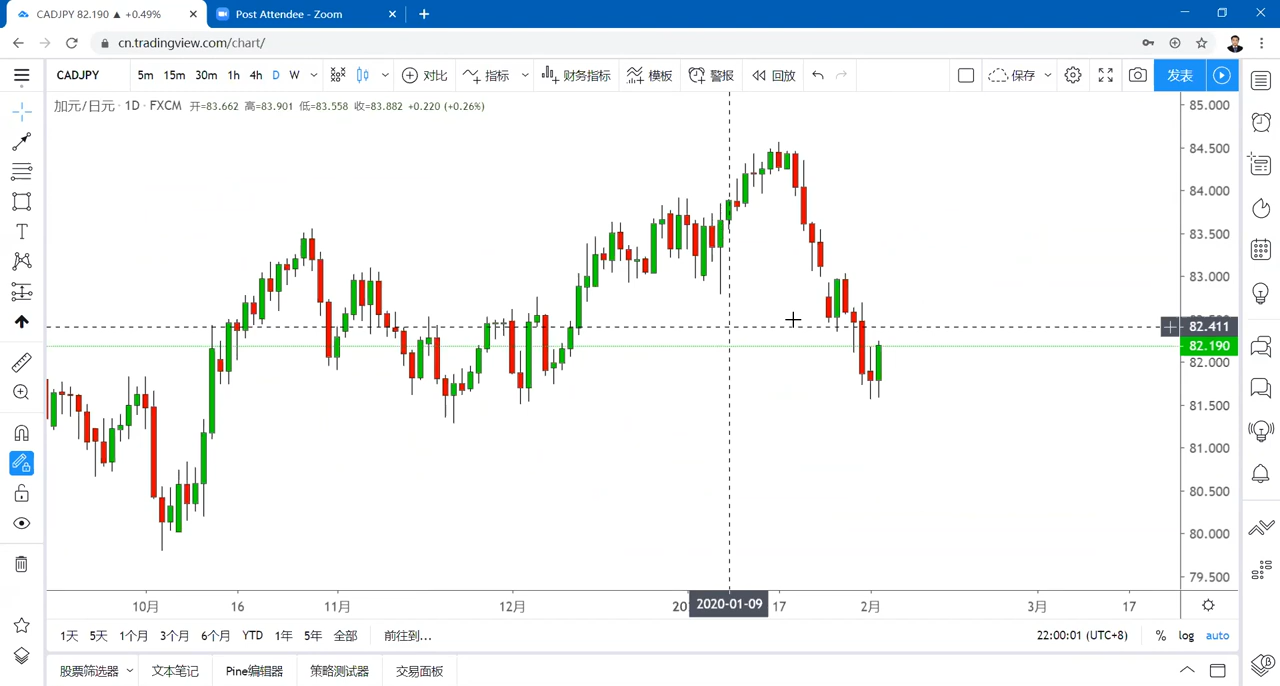 CADJPY 82.190 ▲ +0.49%
Post Attendee - Zoom
cn.tradingview.com/chart/
CADJPY 5m 15m 30m 1h 4h D W 对比 指标 财务指标 模板 警报 回放 保存 发表
加元/日元 · 1D · FXCM 开=83.662 高=83.901 低=83.558 收=83.882 +0.220 (+0.26%)
85.000
84.500
84.000
83.500
83.000
82.411
82.190
82.000
81.500
81.000
80.500
80.000
79.500
10月 16 11月 12月 20 2020-01-09 17 2月 3月 17
1天 5天 1个月 3个月 6个月 YTD 1年 5年 全部 前往到... 22:00:01 (UTC+8) % log auto
股票筛选器 文本笔记 Pine编辑器 策略测试器 交易面板